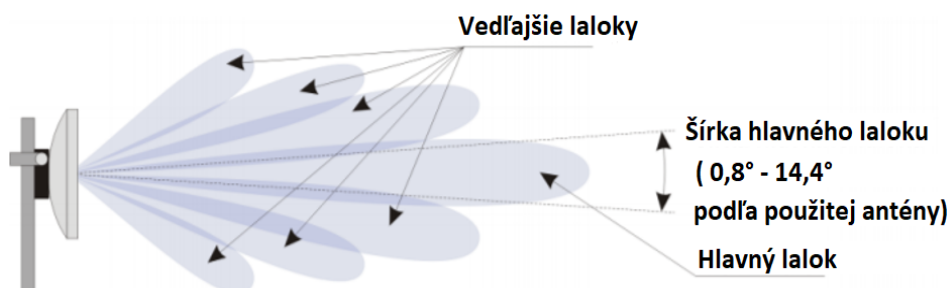 Vedľajšie laloky
Šírka hlavného laloku
( 0,8° - 14,4°
podľa použitej antény)
Hlavný lalok